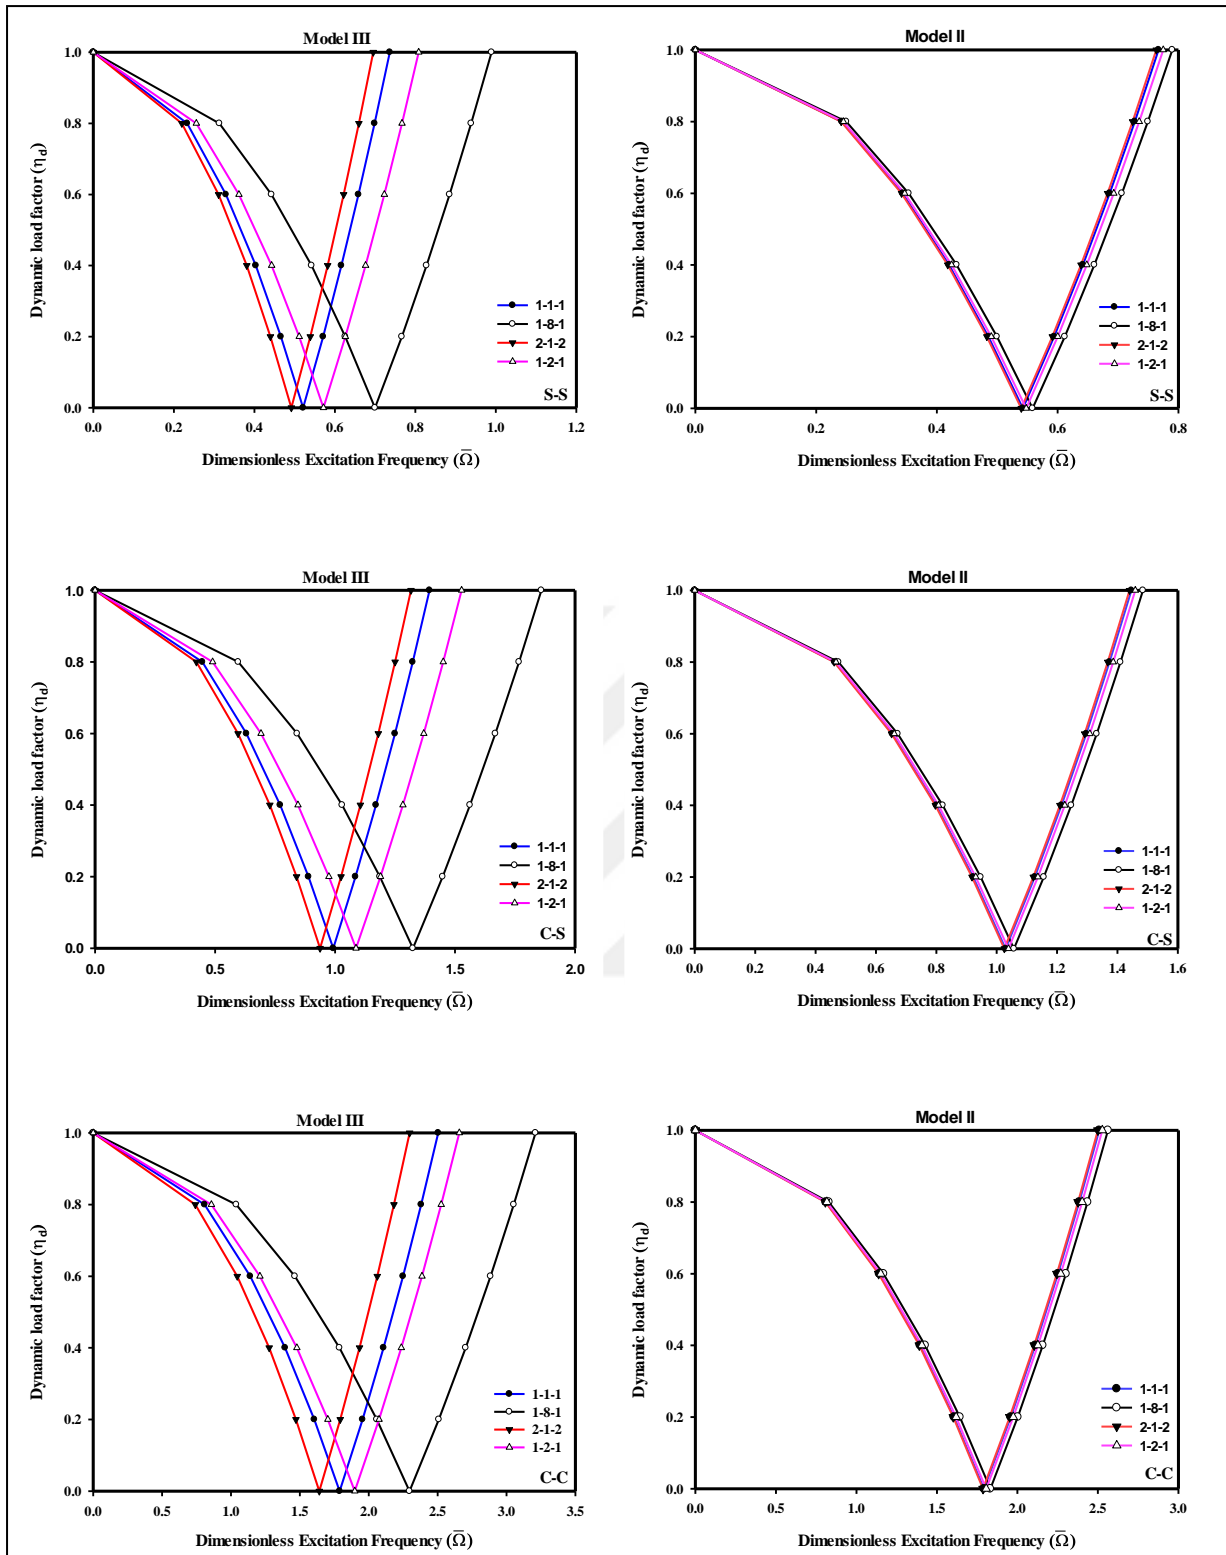 Model III
1.0
0.8
0.6
0.4
0.2
0.0
Dynamic load factor (ηd)
1-1-1
1-8-1
2-1-2
1-2-1
S-S
0.0 0.2 0.4 0.6 0.8 1.0 1.2
Dimensionless Excitation Frequency (Ω̅)
Model II
1.0
0.8
0.6
0.4
0.2
0.0
Dynamic load factor (ηd)
1-1-1
1-8-1
2-1-2
1-2-1
S-S
0.0 0.2 0.4 0.6 0.8
Dimensionless Excitation Frequency (Ω̅)
Model III
1.0
0.8
0.6
0.4
0.2
0.0
Dynamic load factor (ηd)
1-1-1
1-8-1
2-1-2
1-2-1
C-S
0.0 0.5 1.0 1.5 2.0
Dimensionless Excitation Frequency (Ω̅)
Model II
1.0
0.8
0.6
0.4
0.2
0.0
Dynamic load factor (ηd)
1-1-1
1-8-1
2-1-2
1-2-1
C-S
0.0 0.2 0.4 0.6 0.8 1.0 1.2 1.4 1.6
Dimensionless Excitation Frequency (Ω̅)
Model III
1.0
0.8
0.6
0.4
0.2
0.0
Dynamic load factor (ηd)
1-1-1
1-8-1
2-1-2
1-2-1
C-C
0.0 0.5 1.0 1.5 2.0 2.5 3.0 3.5
Dimensionless Excitation Frequency (Ω̅)
Model II
1.0
0.8
0.6
0.4
0.2
0.0
Dynamic load factor (ηd)
1-1-1
1-8-1
2-1-2
1-2-1
C-C
0.0 0.5 1.0 1.5 2.0 2.5 3.0
Dimensionless Excitation Frequency (Ω̅)